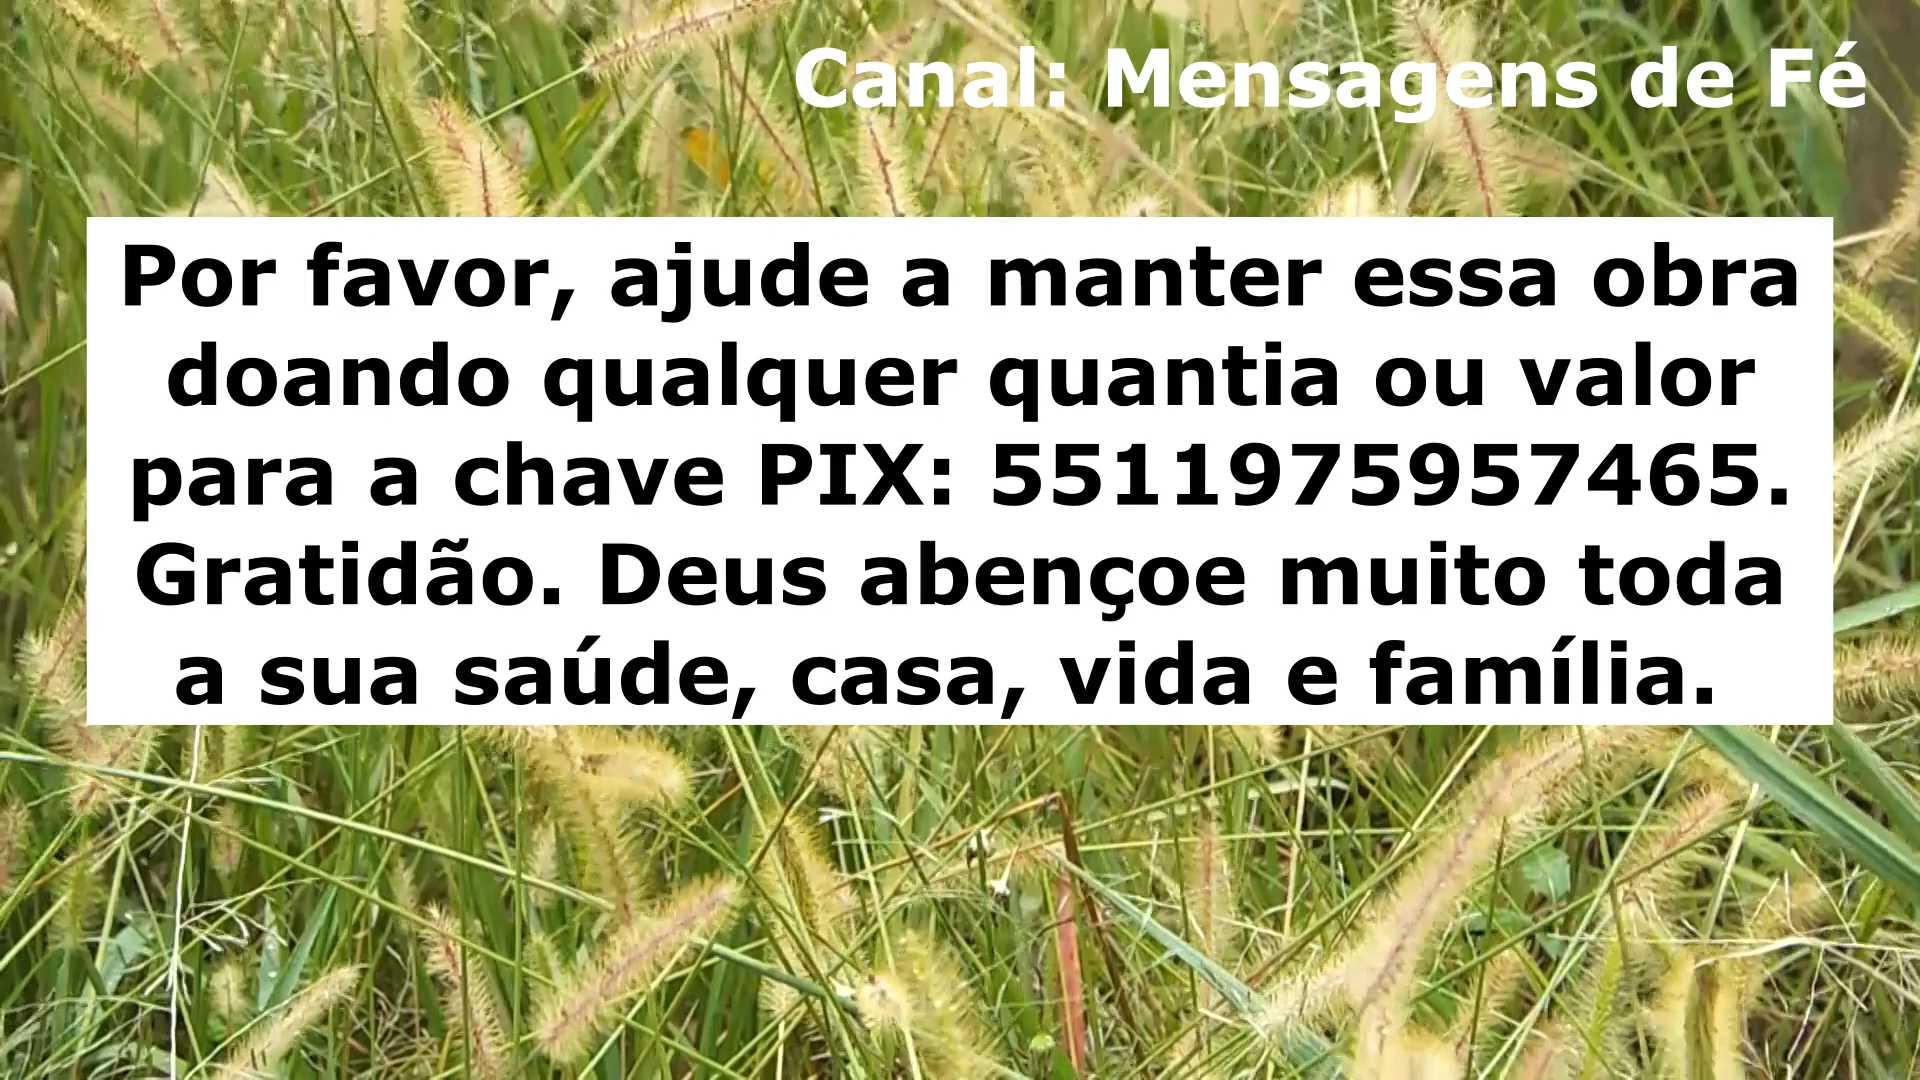 Canal: Mensagens de Fé
Por favor, ajude a manter essa obra
doando qualquer quantia ou valor
para a chave PIX: 5511975957465.
Gratidão. Deus abençoe muito toda
a sua saúde, casa, vida e família.